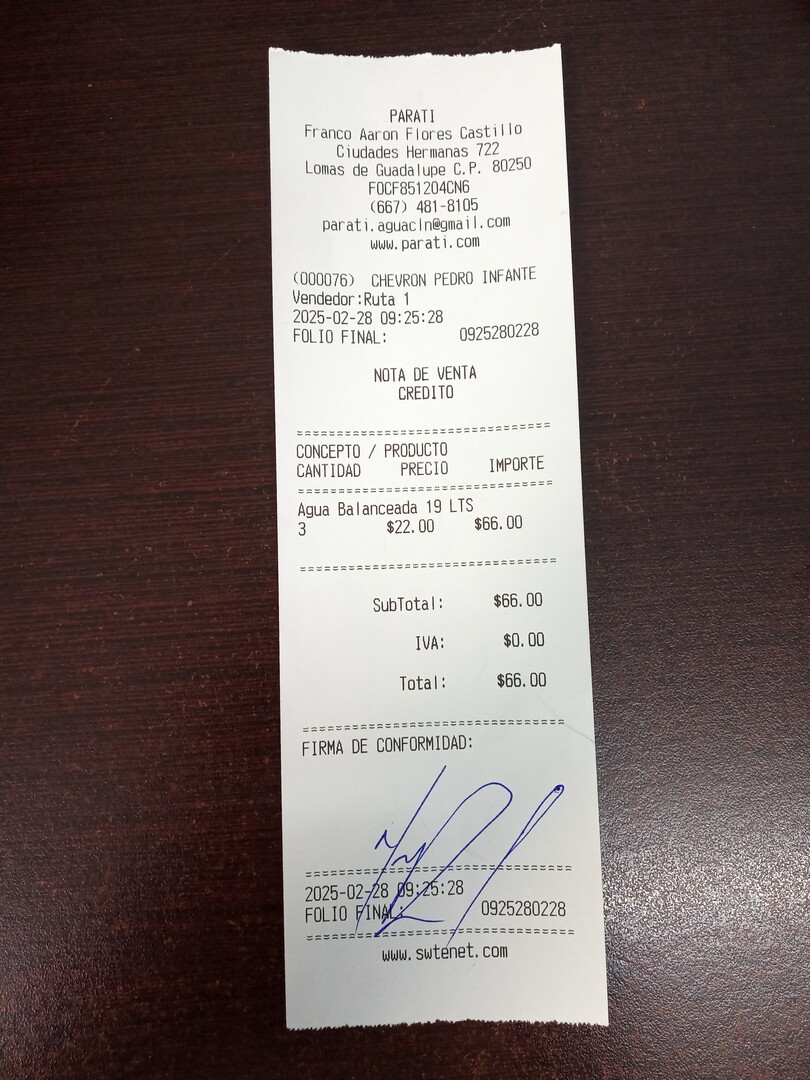 PARATI
Franco Aaron Flores Castillo
Ciudades Hermanas 722
Lomas de Guadalupe C.P. 80250
FOCF851204CN6
(667) 481-8105
parati.aguacln@gmail.com
www.parati.com
(000076) CHEVRON PEDRO INFANTE
Vendedor:Ruta 1
2025-02-28 09:25:28
FOLIO FINAL: 0925280228
NOTA DE VENTA
CREDITO
CONCEPTO / PRODUCTO
CANTIDAD PRECIO IMPORTE
Agua Balanceada 19 LTS
3 $22.00 $66.00
SubTotal: $66.00
IVA: $0.00
Total: $66.00
FIRMA DE CONFORMIDAD:
2025-02-28 09:25:28
FOLIO FINAL: 0925280228
www.swtenet.com